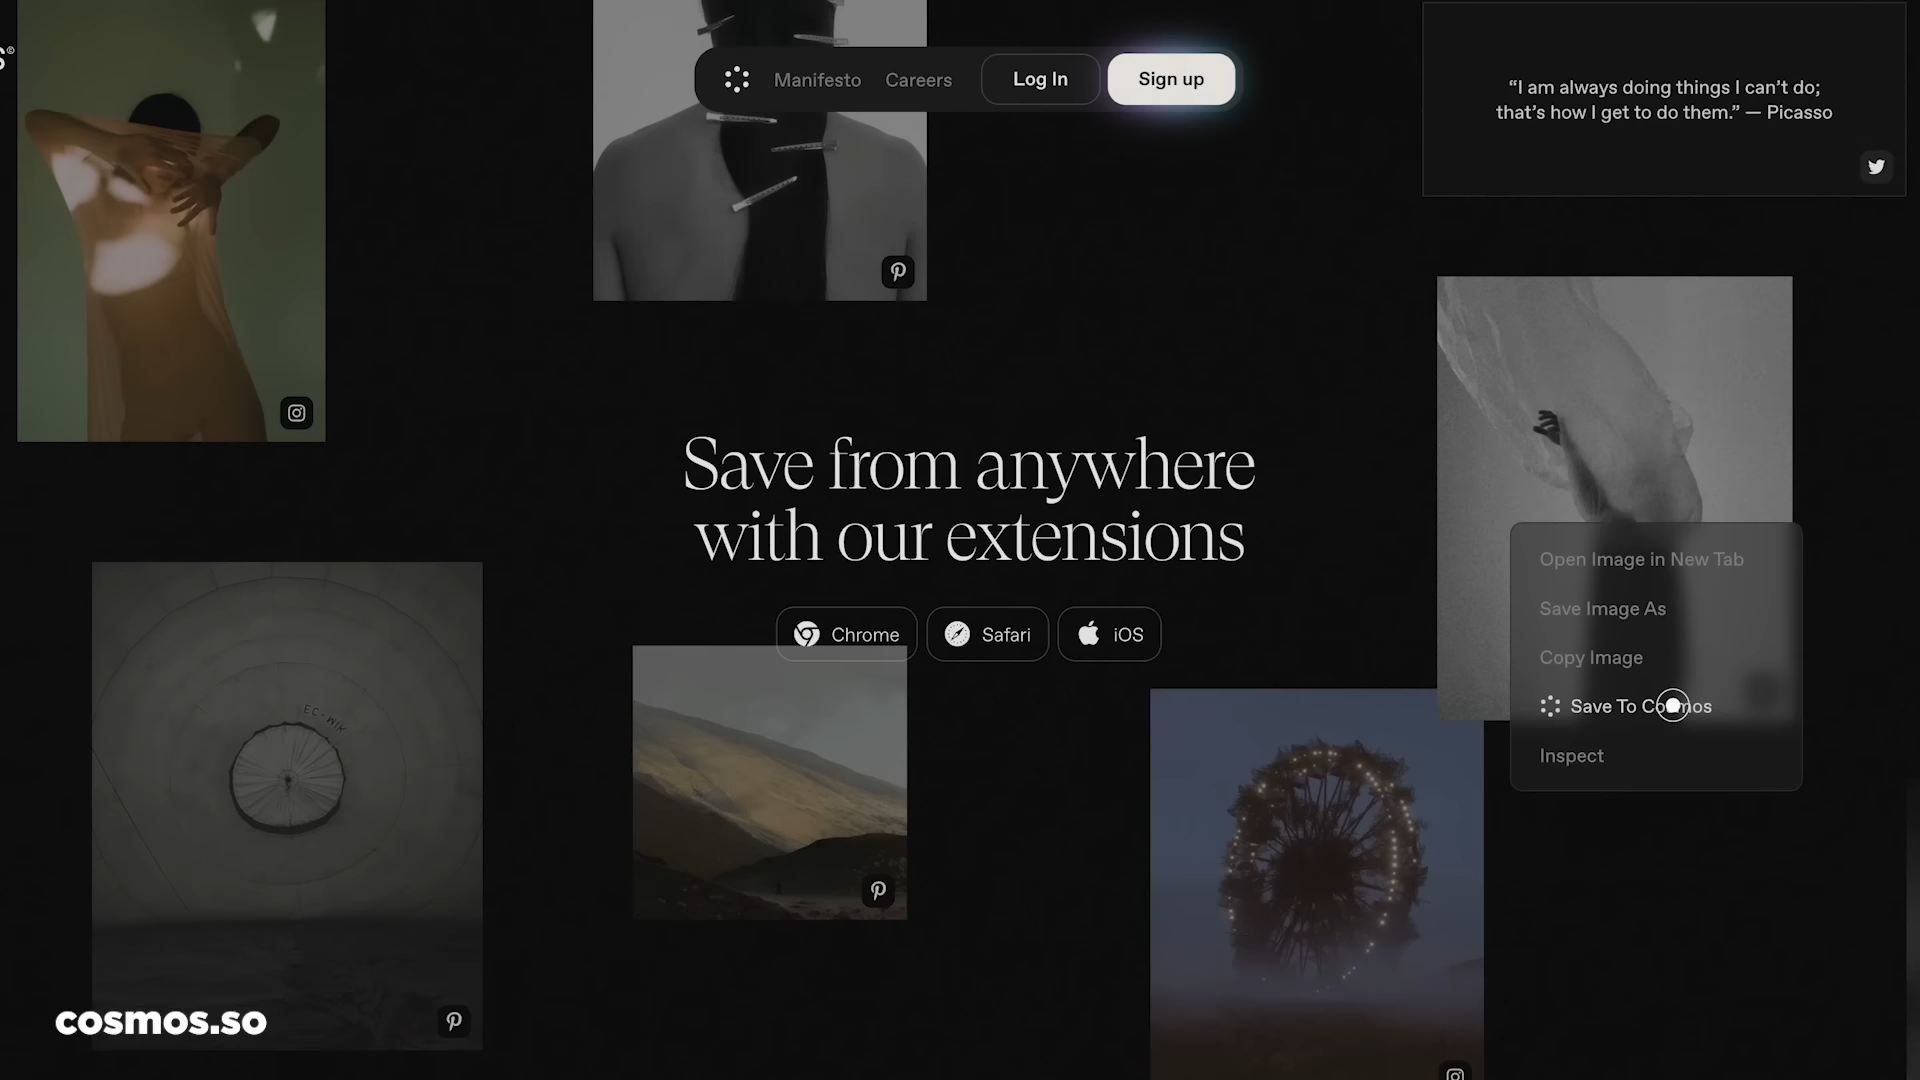 S©
Manifesto
Careers
Log In
Sign up
“I am always doing things I can’t do;
that’s how I get to do them.” — Picasso
Save from anywhere
with our extensions
Chrome
Safari
iOS
Open Image in New Tab
Save Image As
Copy Image
Save To Cosmos
Inspect
EC-WIK
cosmos.so